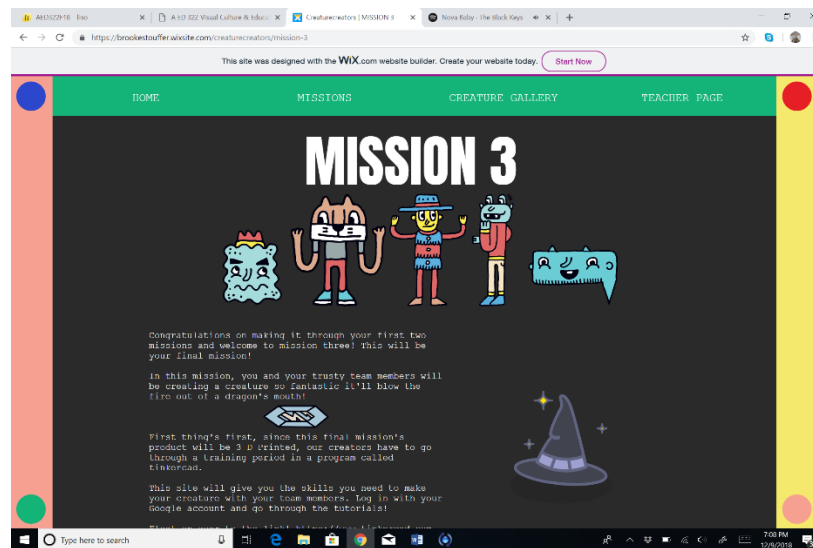 AED322F18 lino
A ED 322 Visual Culture & Educa
Creaturecreators | MISSION 3
Nova Baby - The Black Keys
https://brookestouffer.wixsite.com/creaturecreators/mission-3
This site was designed with the WiX.com website builder. Create your website today. Start Now
HOME MISSIONS CREATURE GALLERY TEACHER PAGE
MISSION 3
Congratulations on making it through your first two
missions and welcome to mission three! This will be
your final mission!
In this mission, you and your trusty team members will
be creating a creature so fantastic it'll blow the
fire out of a dragon's mouth!
First thing's first, since this final mission's
product will be 3 D Printed, our creators have to go
through a training period in a program called
tinkercad.
This site will give you the skills you need to make
your creature with your team members. Log in with your
Google account and go through the tutorials!
Type here to search
7:08 PM
12/9/2018